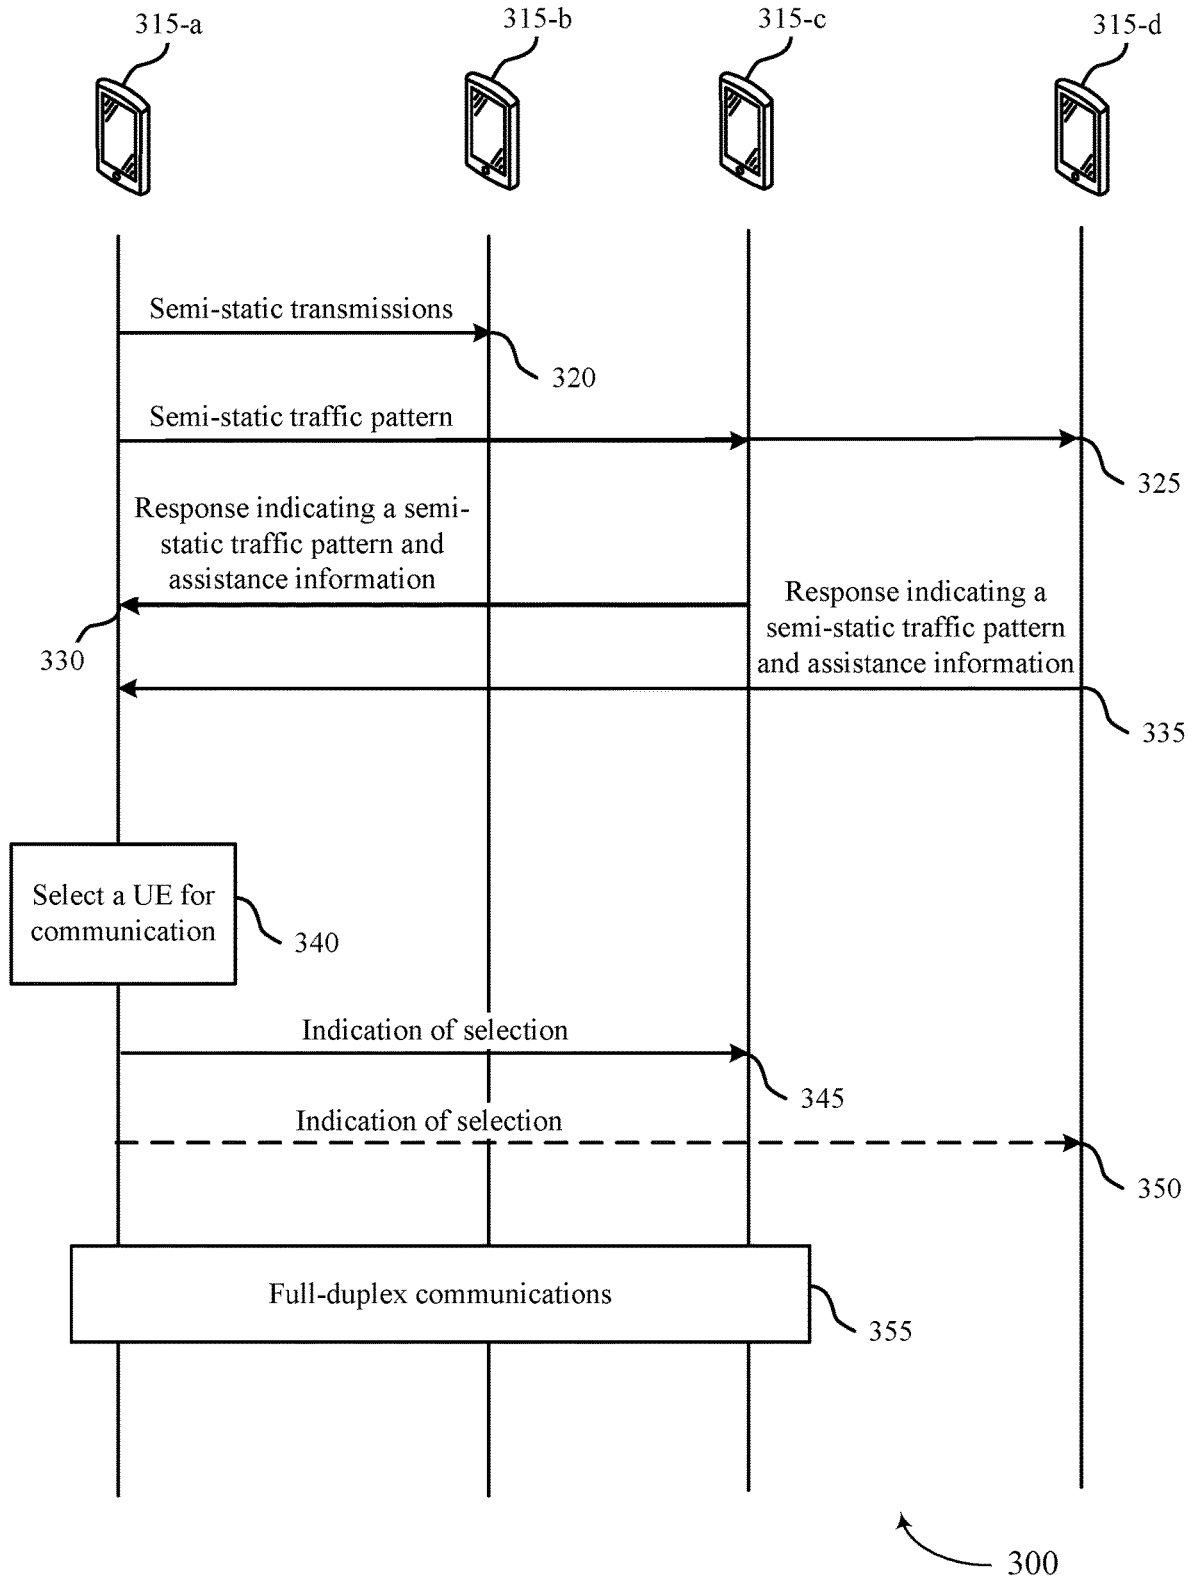 315-a
315-b
315-c
315-d
Semi-static transmissions
320
Semi-static traffic pattern
325
Response indicating a semi-
static traffic pattern and
assistance information
330
Response indicating a
semi-static traffic pattern
and assistance information
335
Select a UE for
communication
340
Indication of selection
345
Indication of selection
350
Full-duplex communications
355
300